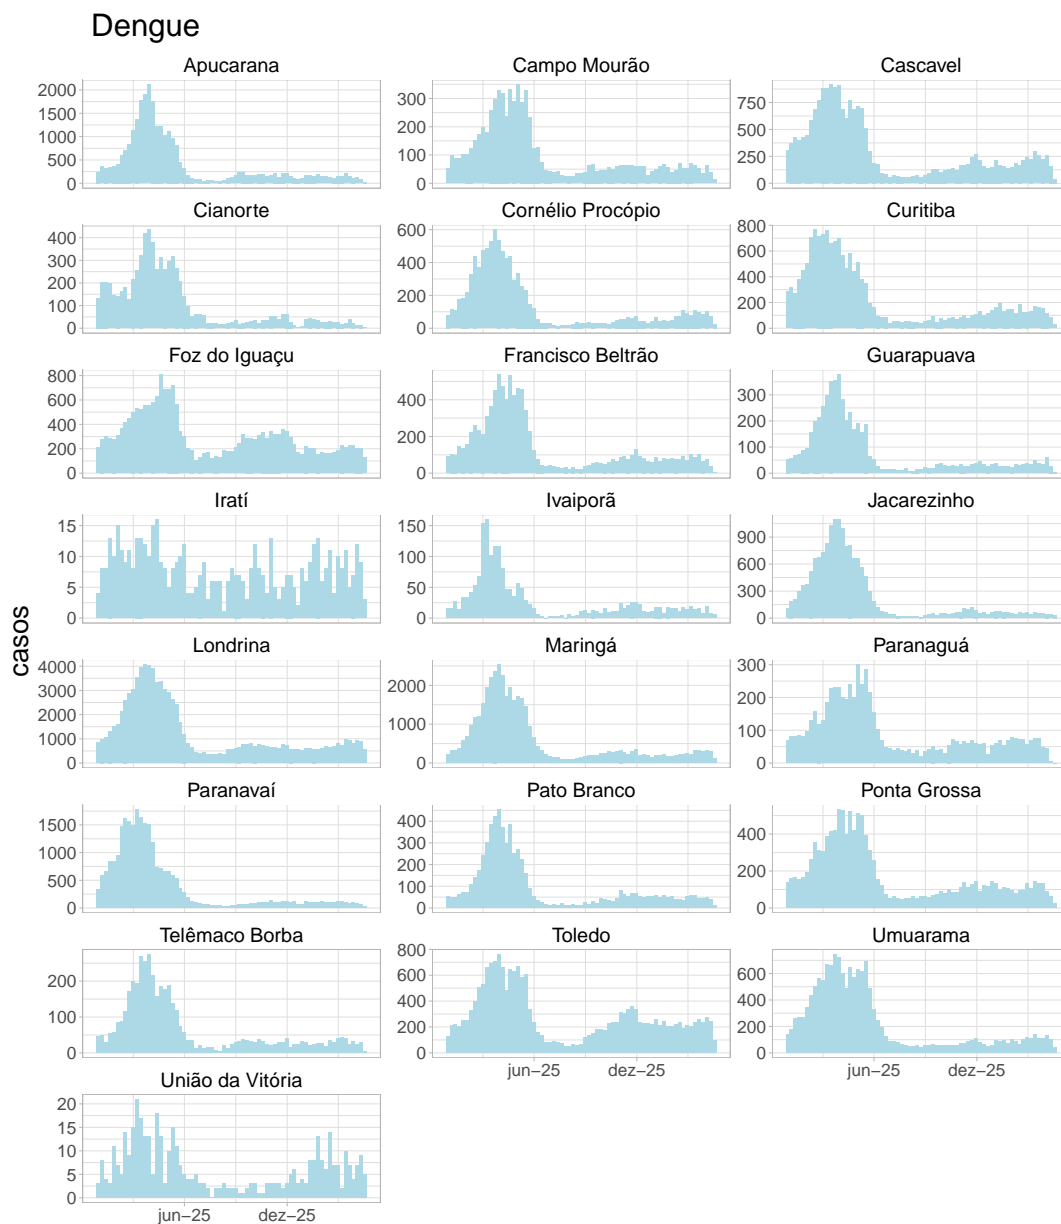 Dengue
Apucarana Campo Mourão Cascavel
2000 1500 1000 500 0
300 200 100 0
750 500 250 0
Cianorte Cornélio Procópio Curitiba
400 300 200 100 0
600 400 200 0
800 600 400 200 0
Foz do Iguaçu Francisco Beltrão Guarapuava
800 600 400 200 0
400 200 0
300 200 100 0
Iratí Ivaiporã Jacarezinho
15 10 5 0
150 100 50 0
900 600 300 0
casos
Londrina Maringá Paranaguá
4000 3000 2000 1000 0
2000 1000 0
300 200 100 0
Paranavaí Pato Branco Ponta Grossa
1500 1000 500 0
400 300 200 100 0
400 200 0
Telêmaco Borba Toledo Umuarama
200 100 0
800 600 400 200 0
600 400 200 0
jun−25 dez−25 jun−25 dez−25
União da Vitória
20 15 10 5 0
jun−25 dez−25